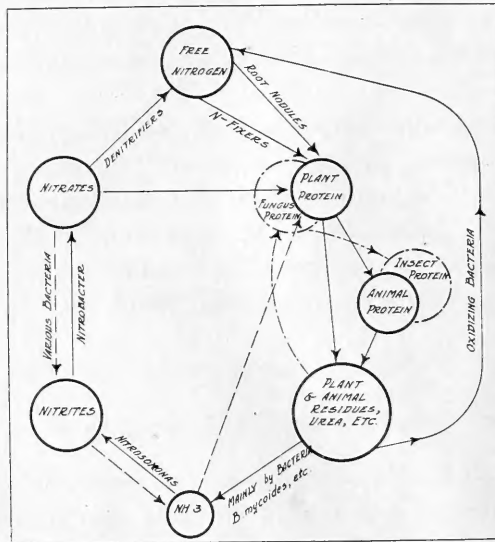 FREE
NITROGEN
ROOT NODULES
N-FIXERS
DENITRIFIERS
NITRATES
PLANT
PROTEIN
FUNGUS
PROTEIN
INSECT
PROTEIN
ANIMAL
PROTEIN
OXIDIZING BACTERIA
VARIOUS BACTERIA
NITROBACTER
PLANT
& ANIMAL
RESIDUES,
UREA, ETC.
NITRITES
NITROSOMONAS
NH 3
MAINLY BY BACTERIA
B. mycoides, etc.